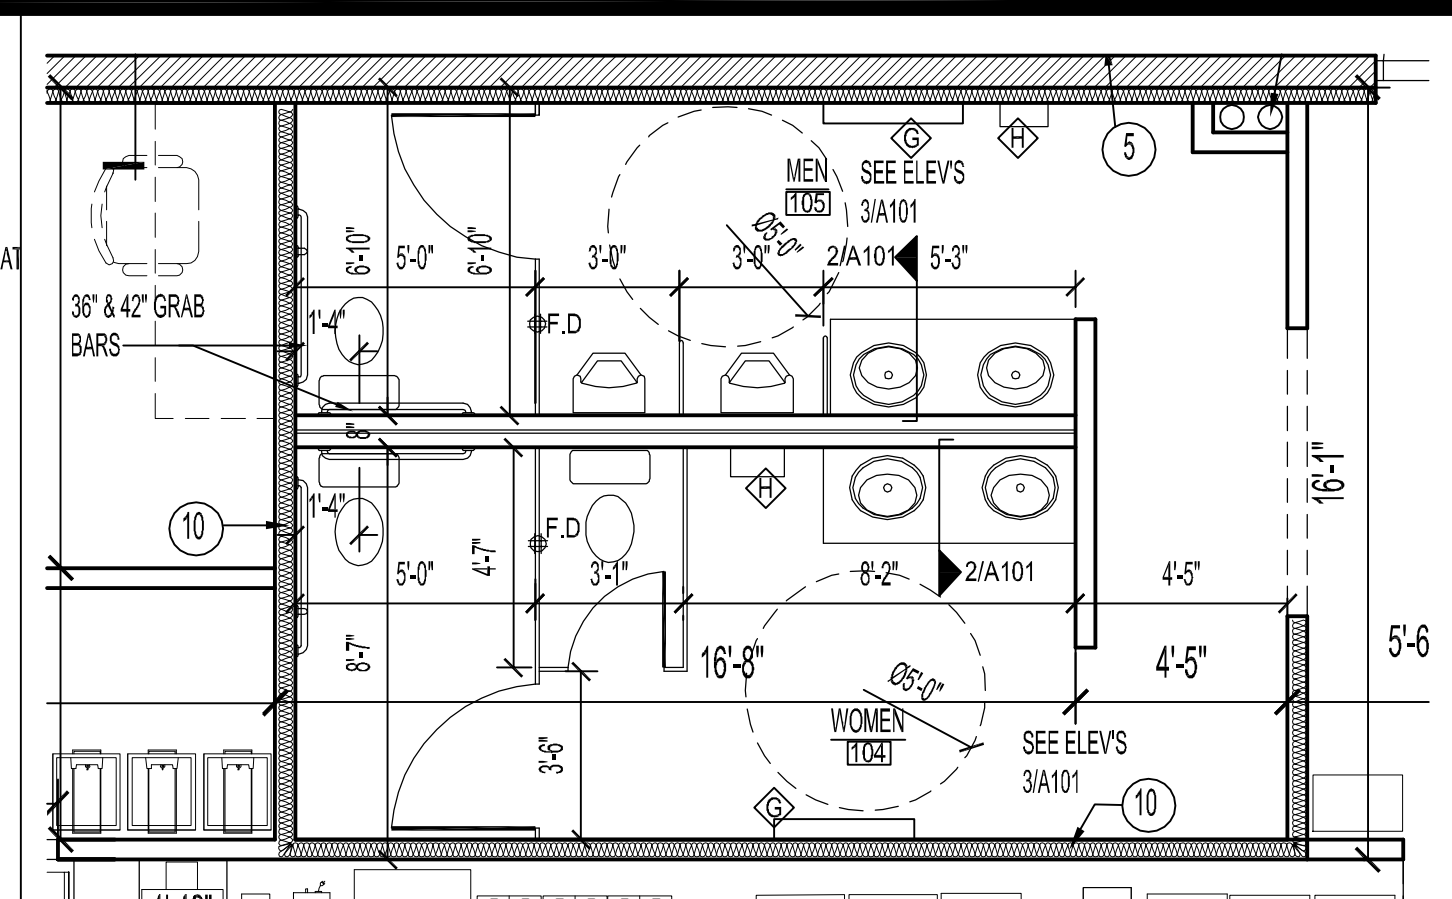 5
G
H
MEN
105
SEE ELEV'S
3/A101
AT
6'-10"
5'-0"
6'-10"
3'-0"
Ø5'-0"
3'-0"
2/A101
5'-3"
36" & 42" GRAB
BARS
1'-4"
F.D
8"
16'-1"
H
10
1'-4"
F.D
5'-0"
4'-7"
3'-1"
8'-2"
2/A101
4'-5"
8'-7"
16'-8"
4'-5"
5'-6
Ø5'-0"
WOMEN
104
3'-6"
SEE ELEV'S
3/A101
G
10